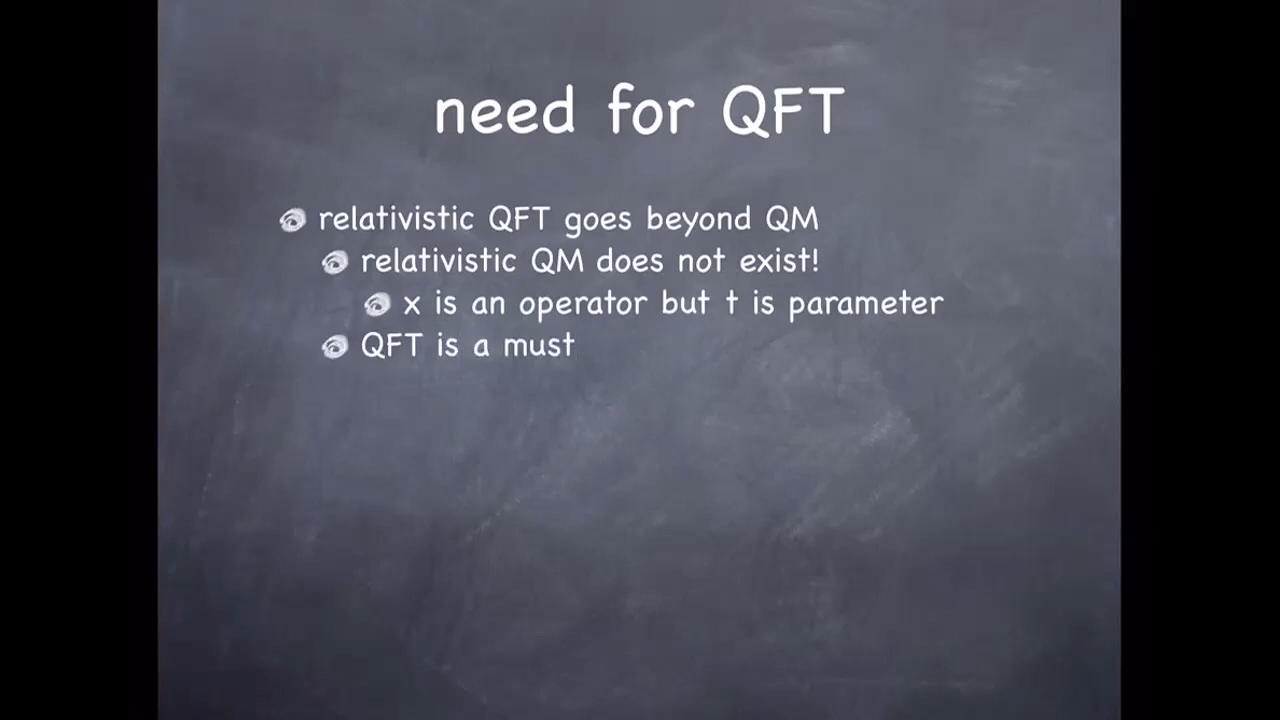 need for QFT
relativistic QFT goes beyond QM
relativistic QM does not exist!
x is an operator but t is parameter
QFT is a must